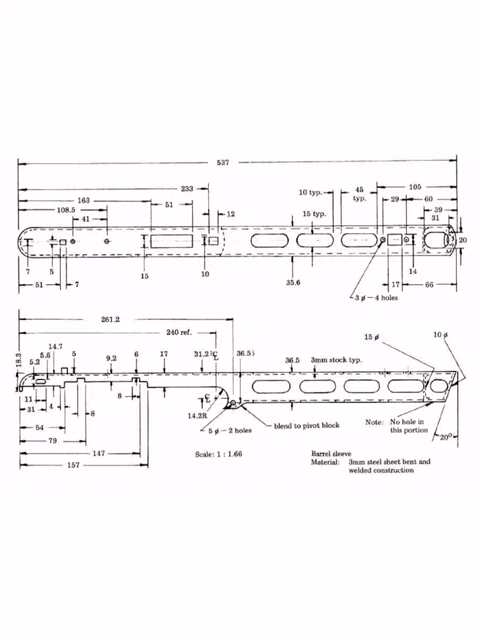 537
105
233
10 typ.
45 typ.
163
51
29
60
108.5
12
15 typ.
39
41
31
20
7
5
15
10
35.6
14
51
7
17
66
3 ø – 4 holes
261.2
240 ref.
15 ø
10 ø
18.3
14.7
5.6
5.2
5
9.2
6
17
31.2
36.5
36.5
3mm stock typ.
11
4
8
8
31
14.2R
54
5 ø – 2 holes
blend to pivot block
Note: No hole in
this portion
20°
79
147
157
Scale: 1 : 1.66
Barrel sleeve
Material: 3mm steel sheet bent and
welded construction